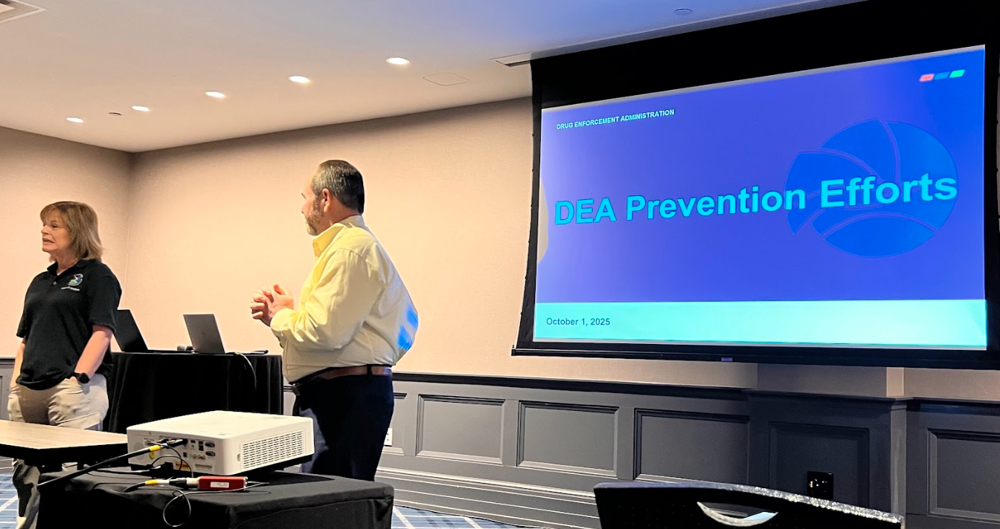 DRUG ENFORCEMENT ADMINISTRATION
DEA Prevention Efforts
October 1, 2025